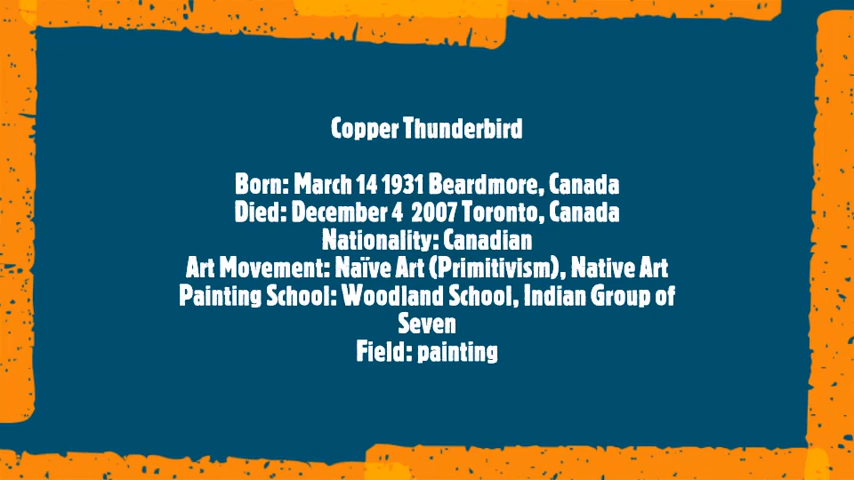 Copper Thunderbird
Born: March 14 1931 Beardmore, Canada
Died: December 4 2007 Toronto, Canada
Nationality: Canadian
Art Movement: Naïve Art (Primitivism), Native Art
Painting School: Woodland School, Indian Group of
Seven
Field: painting